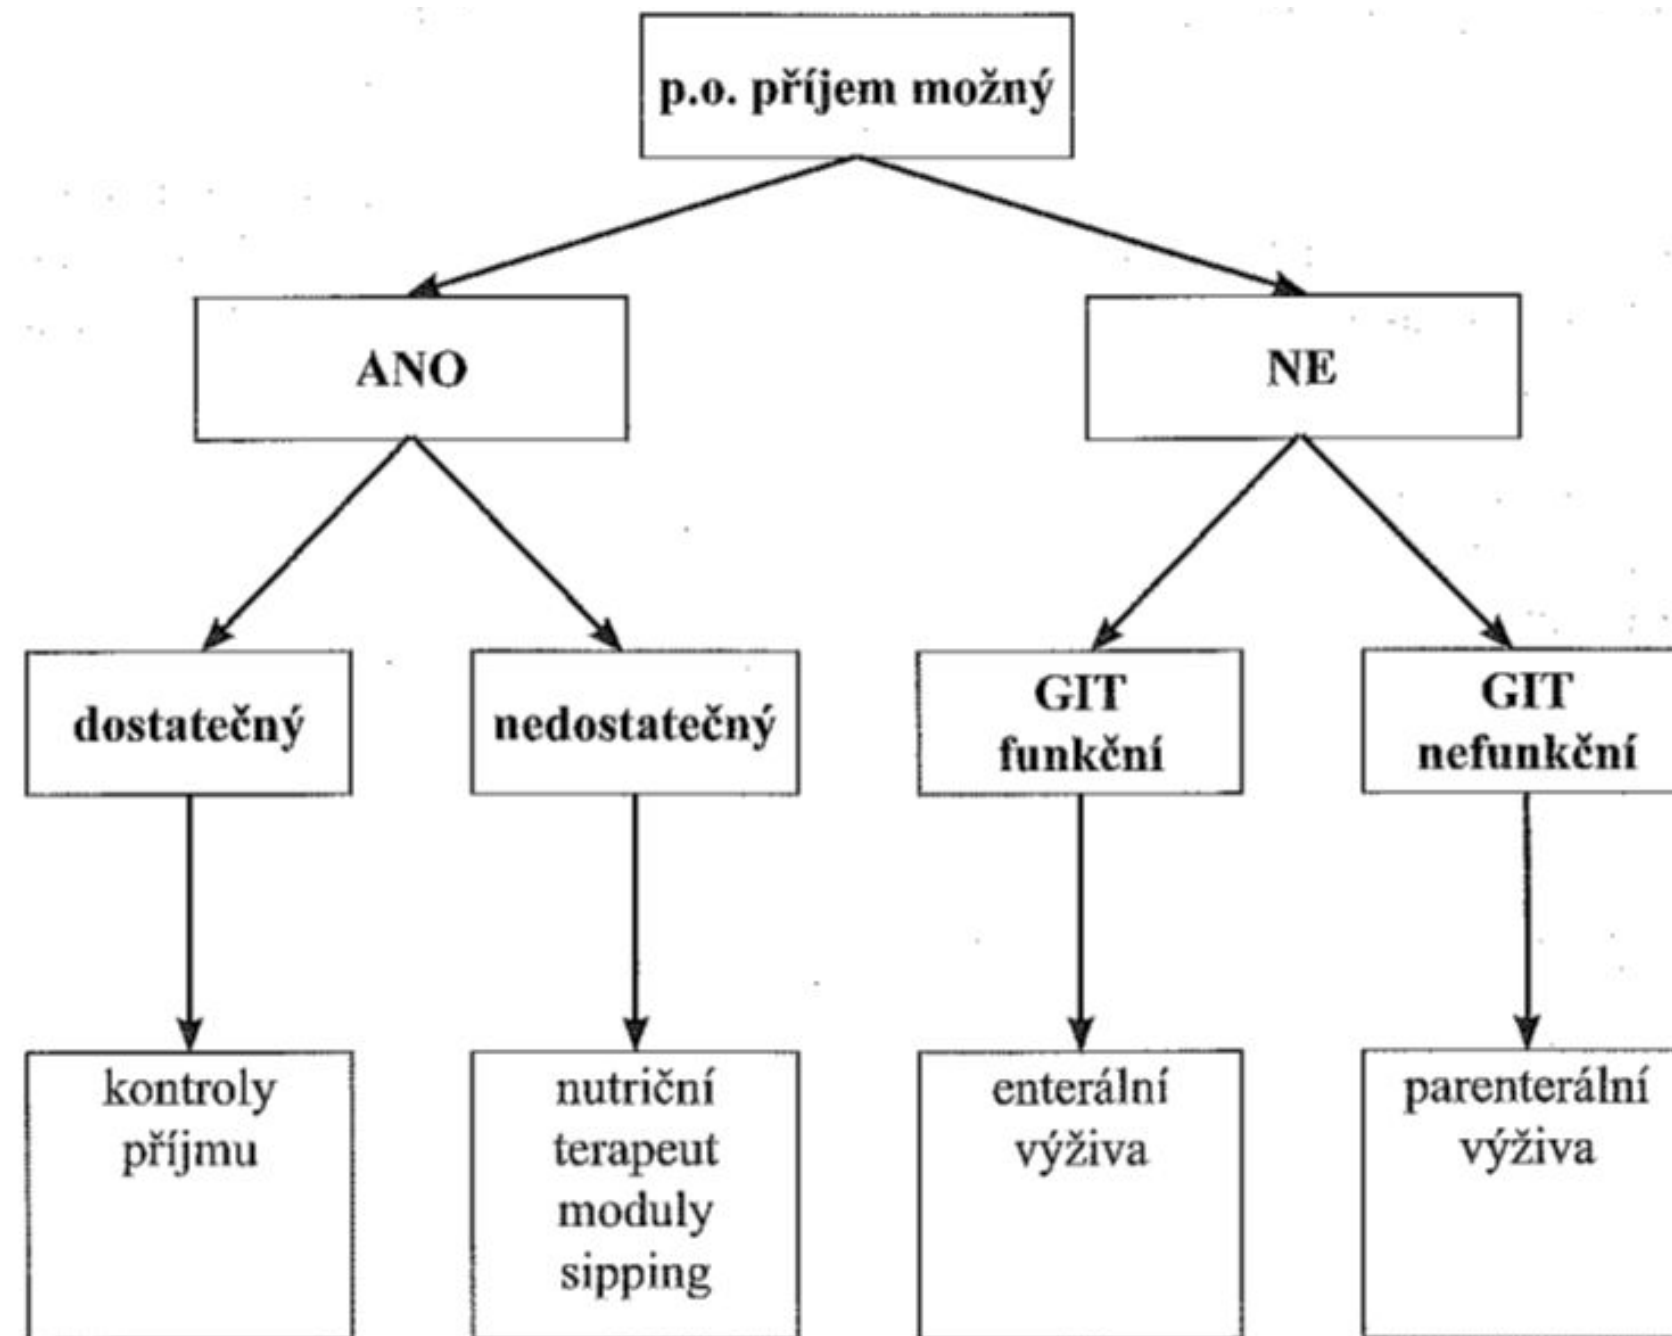 p.o. příjem možný
ANO
NE
dostatečný
nedostatečný
GIT
funkční
GIT
nefunkční
kontroly
příjmu
nutriční
terapeut
moduly
sipping
enterální
výživa
parenterální
výživa